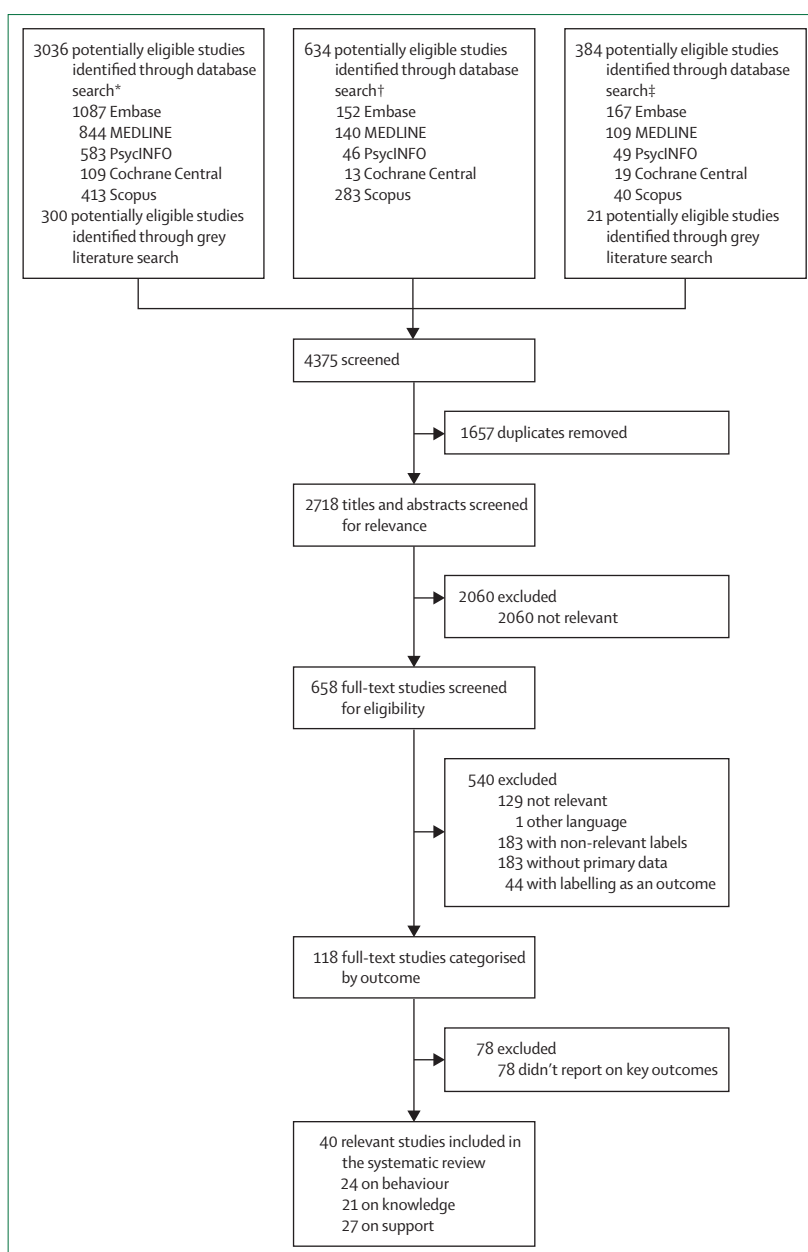 3036 potentially eligible studies
identified through database
search*
1087 Embase
844 MEDLINE
583 PsycINFO
109 Cochrane Central
413 Scopus
300 potentially eligible studies
identified through grey
literature search
634 potentially eligible studies
identified through database
search†
152 Embase
140 MEDLINE
46 PsycINFO
13 Cochrane Central
283 Scopus
384 potentially eligible studies
identified through database
search‡
167 Embase
109 MEDLINE
49 PsycINFO
19 Cochrane Central
40 Scopus
21 potentially eligible studies
identified through grey
literature search
4375 screened
1657 duplicates removed
2718 titles and abstracts screened
for relevance
2060 excluded
2060 not relevant
658 full-text studies screened
for eligibility
540 excluded
129 not relevant
1 other language
183 with non-relevant labels
183 without primary data
44 with labelling as an outcome
118 full-text studies categorised
by outcome
78 excluded
78 didn't report on key outcomes
40 relevant studies included in
the systematic review
24 on behaviour
21 on knowledge
27 on support